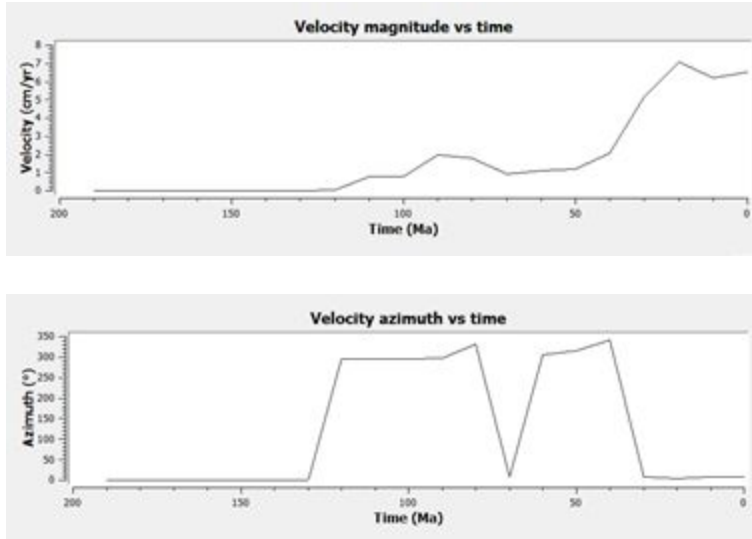 Velocity magnitude vs time
8
7
6
5
4
3
2
1
0
Velocity (cm/yr)
200 150 100 50 0
Time (Ma)
Velocity azimuth vs time
350
300
250
200
150
100
50
0
Azimuth (°)
200 150 100 50 0
Time (Ma)